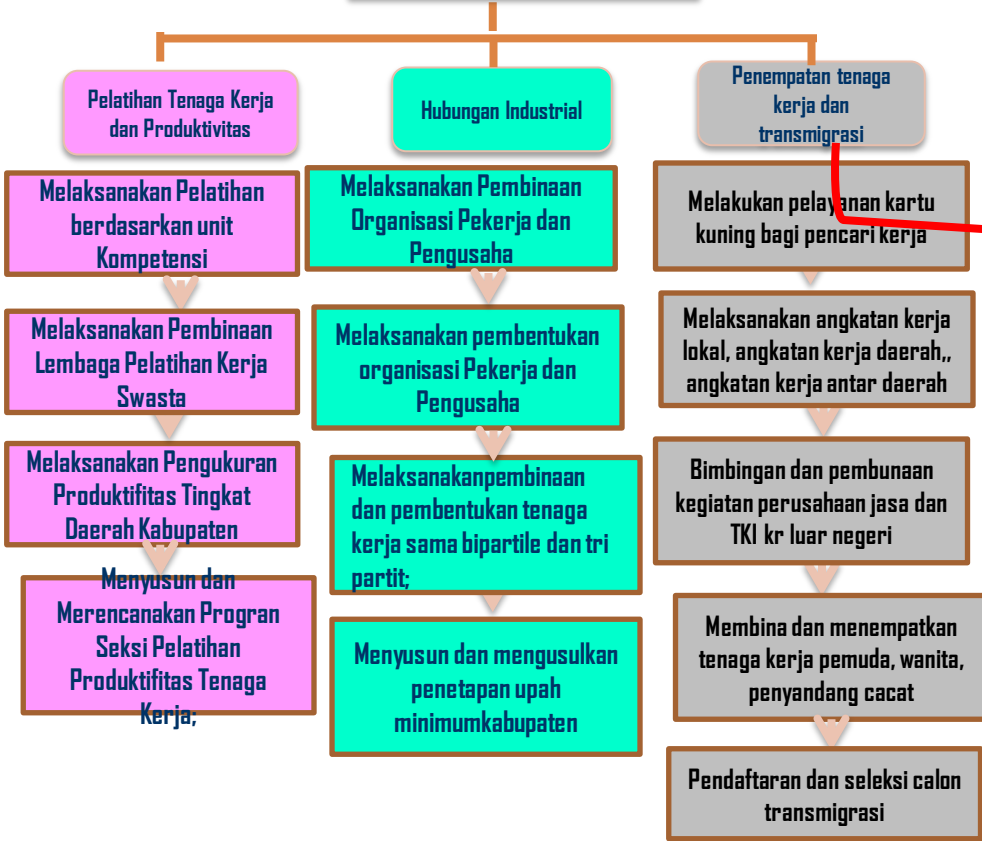 Pelatihan Tenaga Kerja
dan Produktivitas
Melaksanakan Pelatihan
berdasarkan unit
Kompetensi
Melaksanakan Pembinaan
Lembaga Pelatihan Kerja
Swasta
Melaksanakan Pengukuran
Produktifitas Tingkat
Daerah Kabupaten
Menyusun dan
Merencanakan Progran
Seksi Pelatihan
Produktifitas Tenaga
Kerja;
Hubungan Industrial
Melaksanakan Pembinaan
Organisasi Pekerja dan
Pengusaha
Melaksanakan pembentukan
organisasi Pekerja dan
Pengusaha
Melaksanakanpembinaan
dan pembentukan tenaga
kerja sama bipartile dan tri
partit;
Menyusun dan mengusulkan
penetapan upah
minimumkabupaten
Penempatan tenaga
kerja dan
transmigrasi
Melakukan pelayanan kartu
kuning bagi pencari kerja
Melaksanakan angkatan kerja
lokal, angkatan kerja daerah,,
angkatan kerja antar daerah
Bimbingan dan pembunaan
kegiatan perusahaan jasa dan
TKI kr luar negeri
Membina dan menempatkan
tenaga kerja pemuda, wanita,
penyandang cacat
Pendaftaran dan seleksi calon
transmigrasi